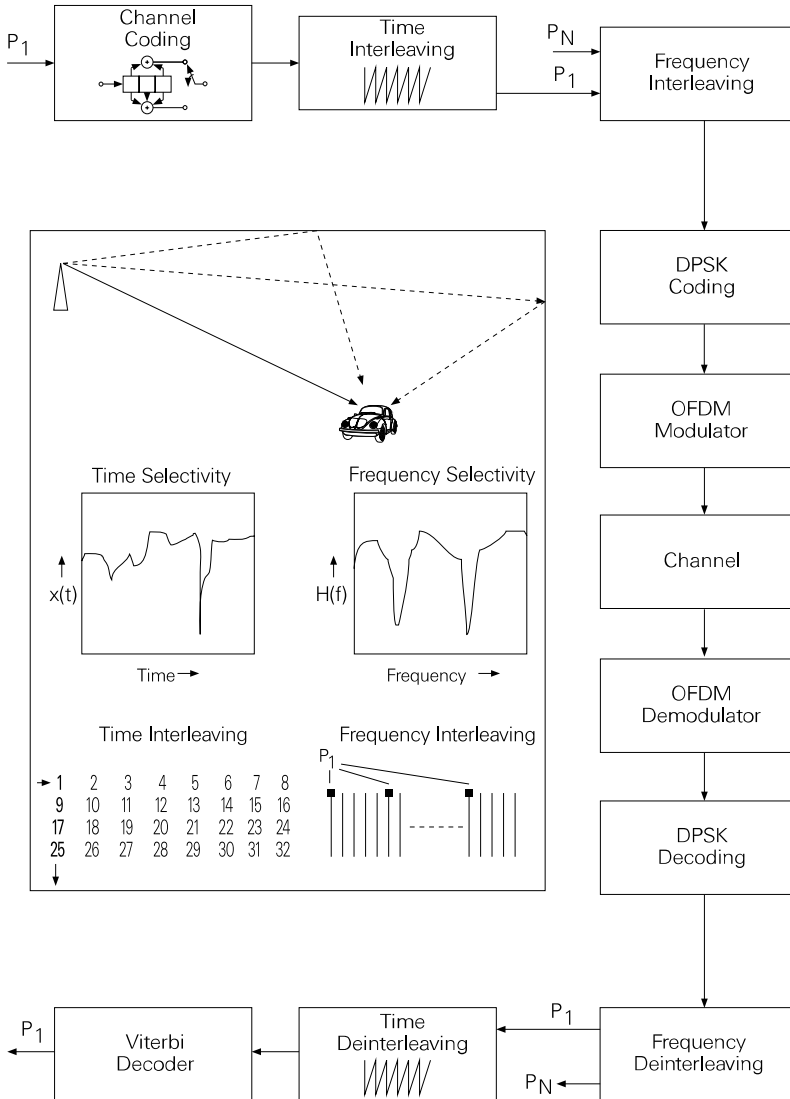 P1
Channel
Coding
Time
Interleaving
PN
P1
Frequency
Interleaving
DPSK
Coding
OFDM
Modulator
Channel
OFDM
Demodulator
DPSK
Decoding
Time Selectivity
x(t)
Time
Frequency Selectivity
H(f)
Frequency
Time Interleaving
1 2 3 4 5 6 7 8
9 10 11 12 13 14 15 16
17 18 19 20 21 22 23 24
25 26 27 28 29 30 31 32
Frequency Interleaving
P1
P1
Viterbi
Decoder
Time
Deinterleaving
P1
PN
Frequency
Deinterleaving